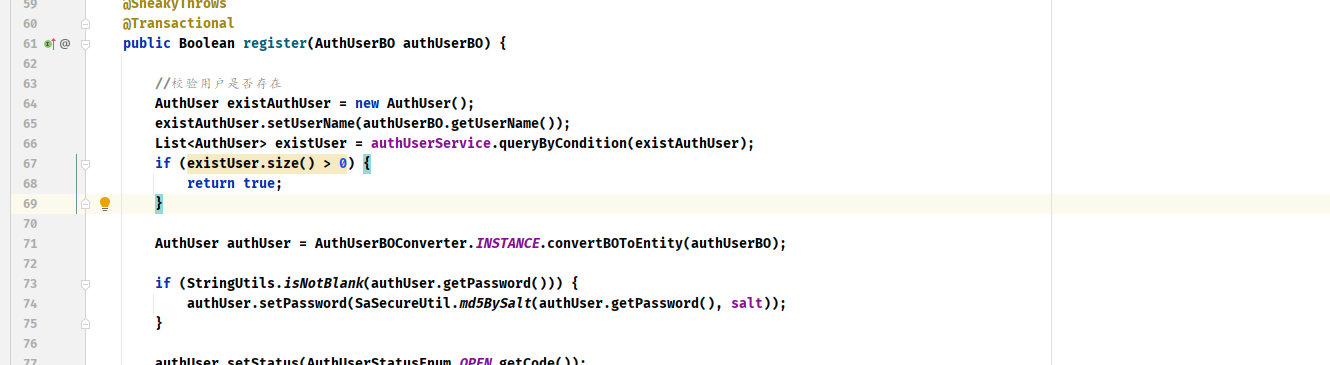 59 @SneakyThrows
60 @Transactional
61 @ public Boolean register(AuthUserBO authUserBO) {
62
63 //校验用户是否存在
64 AuthUser existAuthUser = new AuthUser();
65 existAuthUser.setUserName(authUserBO.getUserName());
66 List<AuthUser> existUser = authUserService.queryByCondition(existAuthUser);
67 if (existUser.size() > 0) {
68 return true;
69 }
70
71 AuthUser authUser = AuthUserBOConverter.INSTANCE.convertBOToEntity(authUserBO);
72
73 if (StringUtils.isNotBlank(authUser.getPassword())) {
74 authUser.setPassword(SaSecureUtil.md5BySalt(authUser.getPassword(), salt));
75 }
76
77 authUser.setStatus(AuthUserStatusEnum.OPEN.getCode());